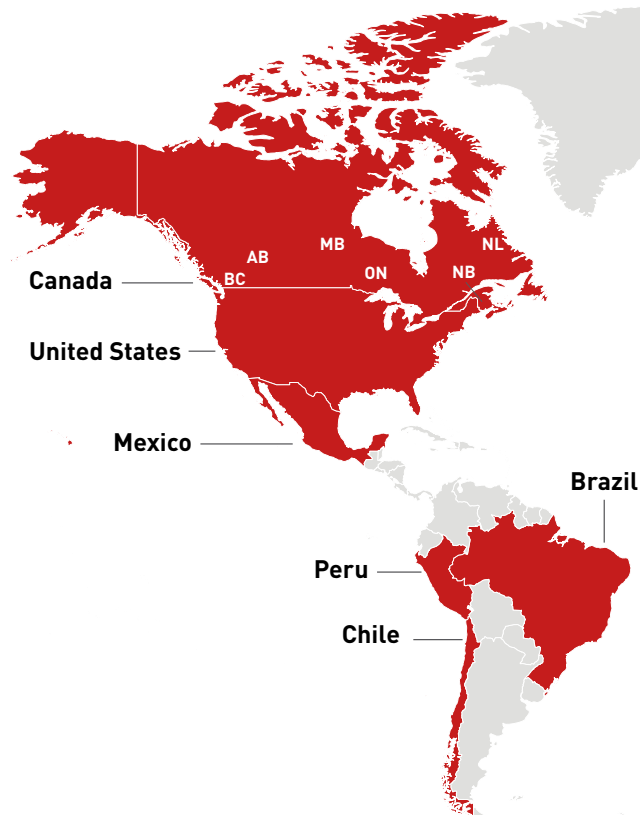 NL
MB
AB
ON
NB
BC
Canada
United States
Mexico
Brazil
Peru
Chile